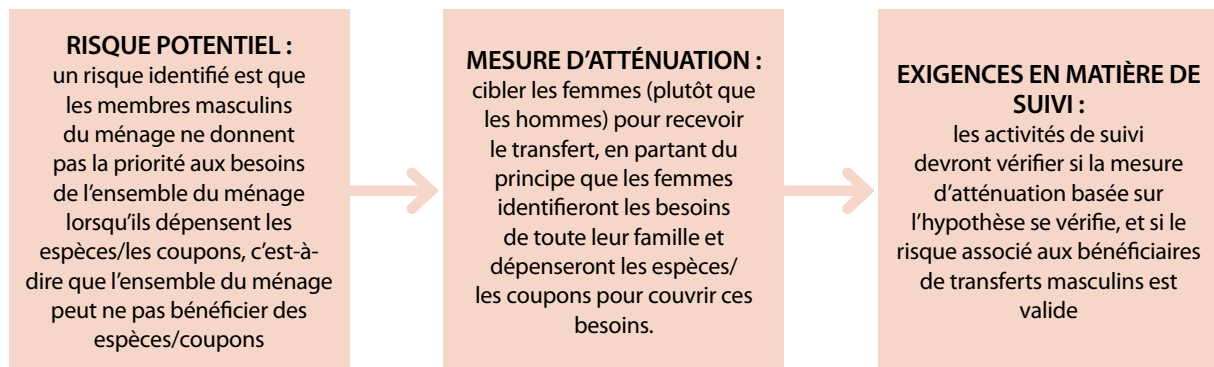 RISQUE POTENTIEL :
un risque identifié est que
les membres masculins
du ménage ne donnent
pas la priorité aux besoins
de l’ensemble du ménage
lorsqu’ils dépensent les
espèces/les coupons, c’est-à-
dire que l’ensemble du ménage
peut ne pas bénéficier des
espèces/coupons
MESURE D’ATTÉNUATION :
cibler les femmes (plutôt que
les hommes) pour recevoir
le transfert, en partant du
principe que les femmes
identifieront les besoins
de toute leur famille et
dépenseront les espèces/
les coupons pour couvrir ces
besoins.
EXIGENCES EN MATIÈRE DE
SUIVI :
les activités de suivi
devront vérifier si la mesure
d’atténuation basée sur
l’hypothèse se vérifie, et si le
risque associé aux bénéficiaires
de transferts masculins est
valide